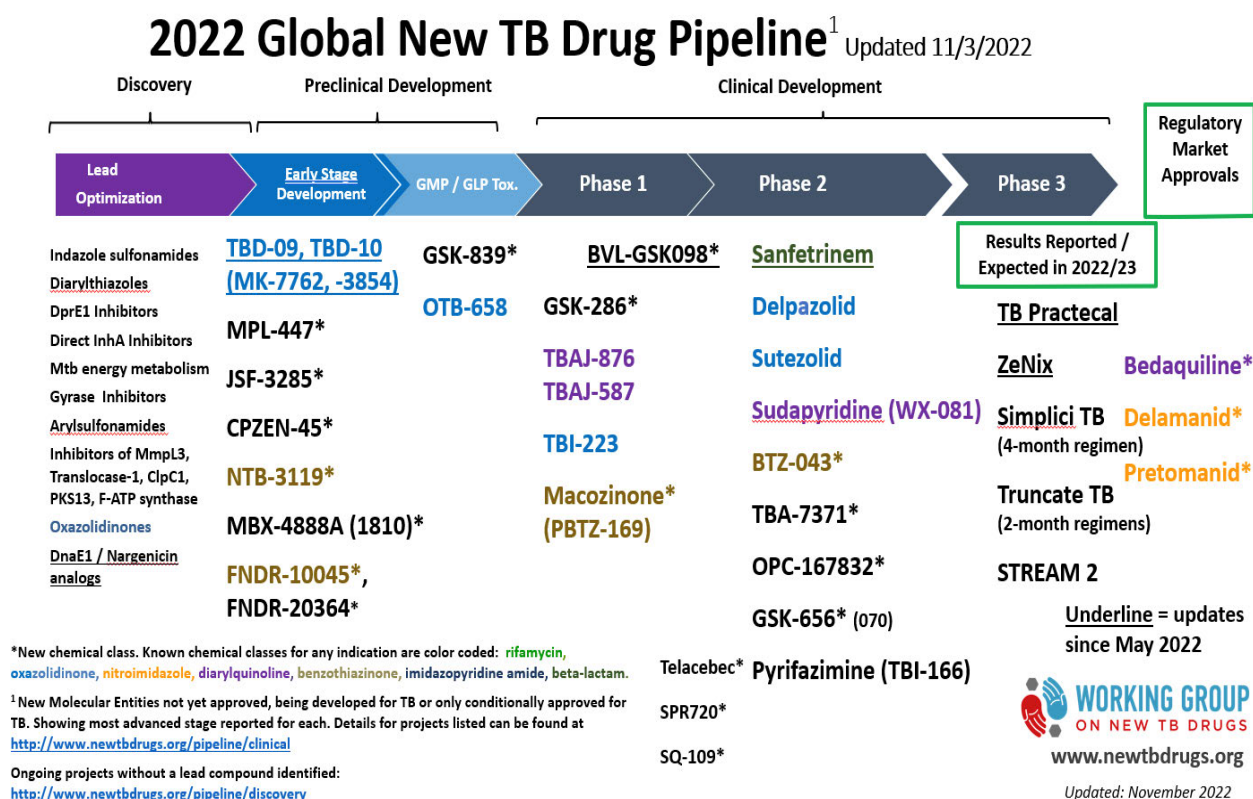 2022 Global New TB Drug Pipeline1 Updated 11/3/2022
Discovery
Preclinical Development
Clinical Development
Regulatory
Market
Approvals
Lead
Optimization
Early Stage
Development
GMP / GLP Tox.
Phase 1
Phase 2
Phase 3
Indazole sulfonamides
Diarylthiazoles
DprE1 Inhibitors
Direct InhA Inhibitors
Mtb energy metabolism
Gyrase Inhibitors
Arylsulfonamides
Inhibitors of MmpL3,
Translocase-1, ClpC1,
PKS13, F-ATP synthase
Oxazolidinones
DnaE1 / Nargenicin
analogs
TBD-09, TBD-10
(MK-7762, -3854)
MPL-447*
JSF-3285*
CPZEN-45*
NTB-3119*
MBX-4888A (1810)*
FNDR-10045*,
FNDR-20364*
GSK-839*
OTB-658
BVL-GSK098*
GSK-286*
TBAJ-876
TBAJ-587
TBI-223
Macozinone*
(PBTZ-169)
Sanfetrinem
Delpazolid
Sutezolid
Sudapyridine (WX-081)
BTZ-043*
TBA-7371*
OPC-167832*
GSK-656* (070)
Pyrifazimine (TBI-166)
Telacebec*
SPR720*
SQ-109*
Results Reported /
Expected in 2022/23
TB Practecal
ZeNix
Simplici TB
(4-month regimen)
Truncate TB
(2-month regimens)
STREAM 2
Bedaquiline*
Delamanid*
Pretomanid*
Underline = updates
since May 2022
*New chemical class. Known chemical classes for any indication are color coded: rifamycin,
oxazolidinone, nitroimidazole, diarylquinoline, benzothiazinone, imidazopyridine amide, beta-lactam.
1 New Molecular Entities not yet approved, being developed for TB or only conditionally approved for
TB. Showing most advanced stage reported for each. Details for projects listed can be found at
http://www.newtbdrugs.org/pipeline/clinical
Ongoing projects without a lead compound identified:
http://www.newtbdrugs.org/pipeline/discovery
WORKING GROUP
ON NEW TB DRUGS
www.newtbdrugs.org
Updated: November 2022